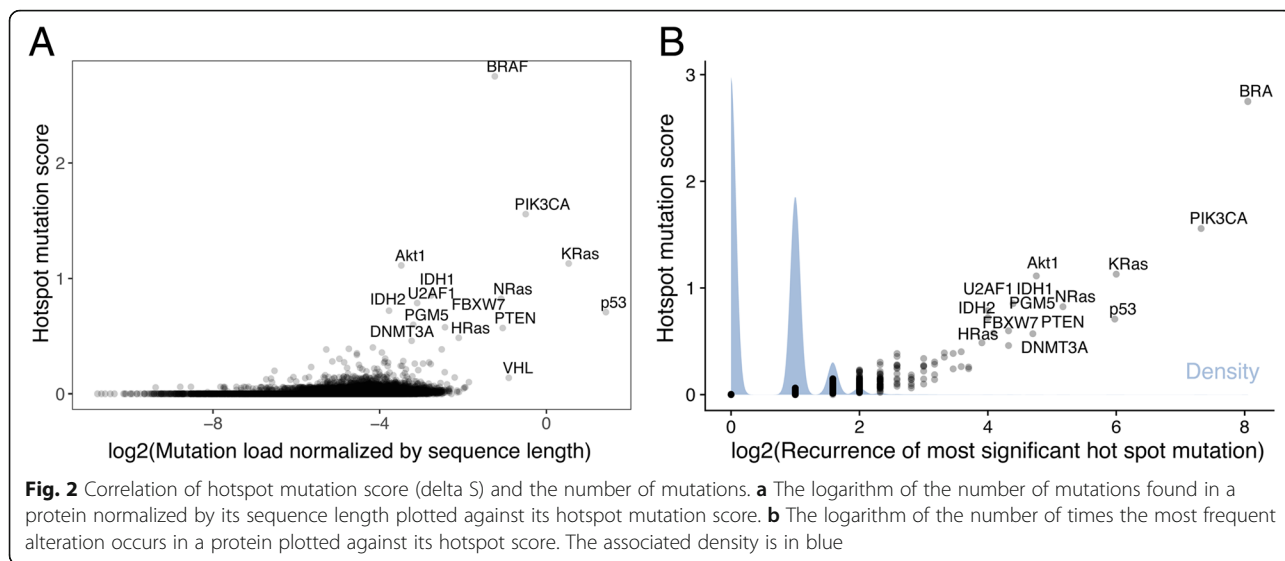 A
Hotspot mutation score
2
1
0
BRAF
PIK3CA
KRas
Akt1
IDH1
U2AF1
NRas
IDH2
FBXW7
p53
PGM5
PTEN
DNMT3A
HRas
VHL
−8
−4
0
log2(Mutation load normalized by sequence length)
B
Hotspot mutation score
3
2
1
0
BRA
PIK3CA
KRas
Akt1
U2AF1
IDH1
NRas
PGM5
IDH2
p53
FBXW7
PTEN
HRas
DNMT3A
Density
0
2
4
6
8
log2(Recurrence of most significant hot spot mutation)
Fig. 2 Correlation of hotspot mutation score (delta S) and the number of mutations. a The logarithm of the number of mutations found in a
protein normalized by its sequence length plotted against its hotspot mutation score. b The logarithm of the number of times the most frequent
alteration occurs in a protein plotted against its hotspot score. The associated density is in blue